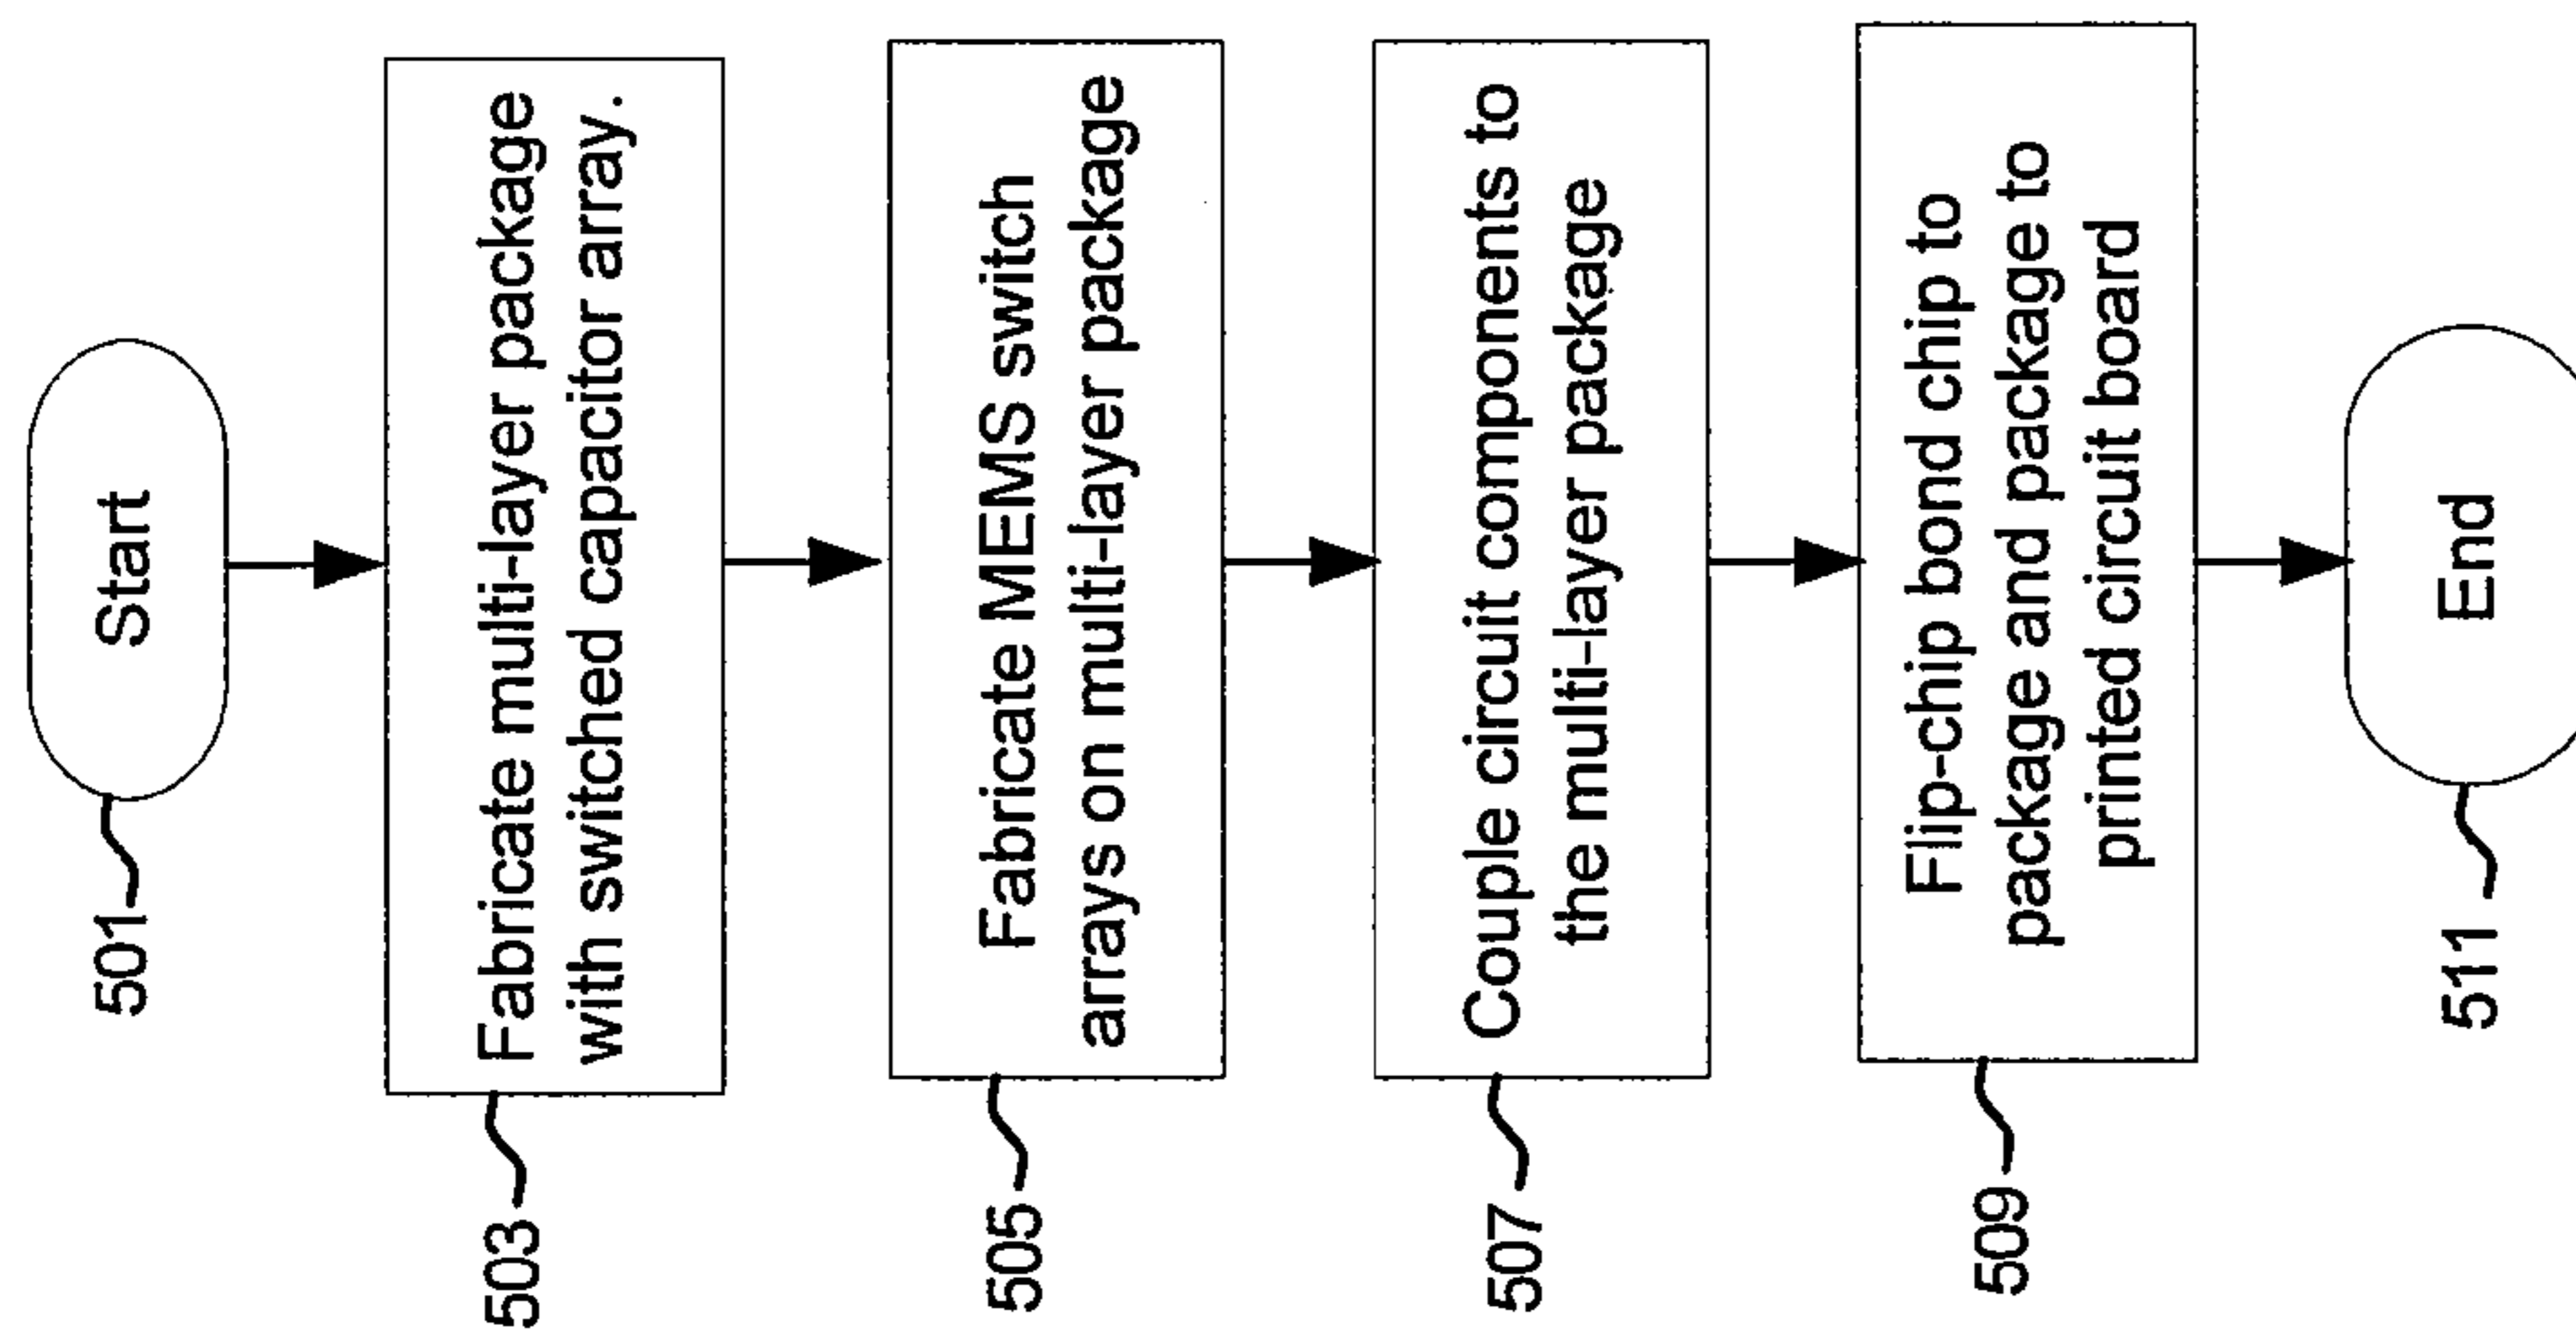 Start
501
Fabricate multi-layer package
with switched capacitor array.
503
Fabricate MEMS switch
arrays on multi-layer package
505
Couple circuit components to
the multi-layer package
507
Flip-chip bond chip to
package and package to
printed circuit board
509
End
511